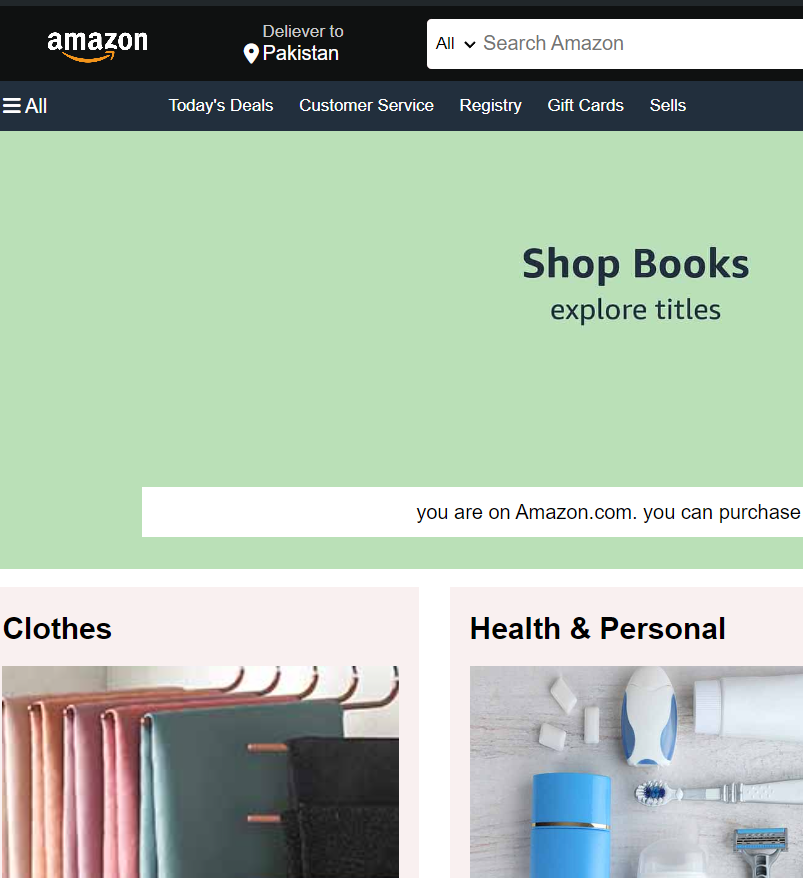 amazon
Deliever to
Pakistan
All
Search Amazon
All
Today's Deals
Customer Service
Registry
Gift Cards
Sells
Shop Books
explore titles
you are on Amazon.com. you can purchase
Clothes
Health & Personal